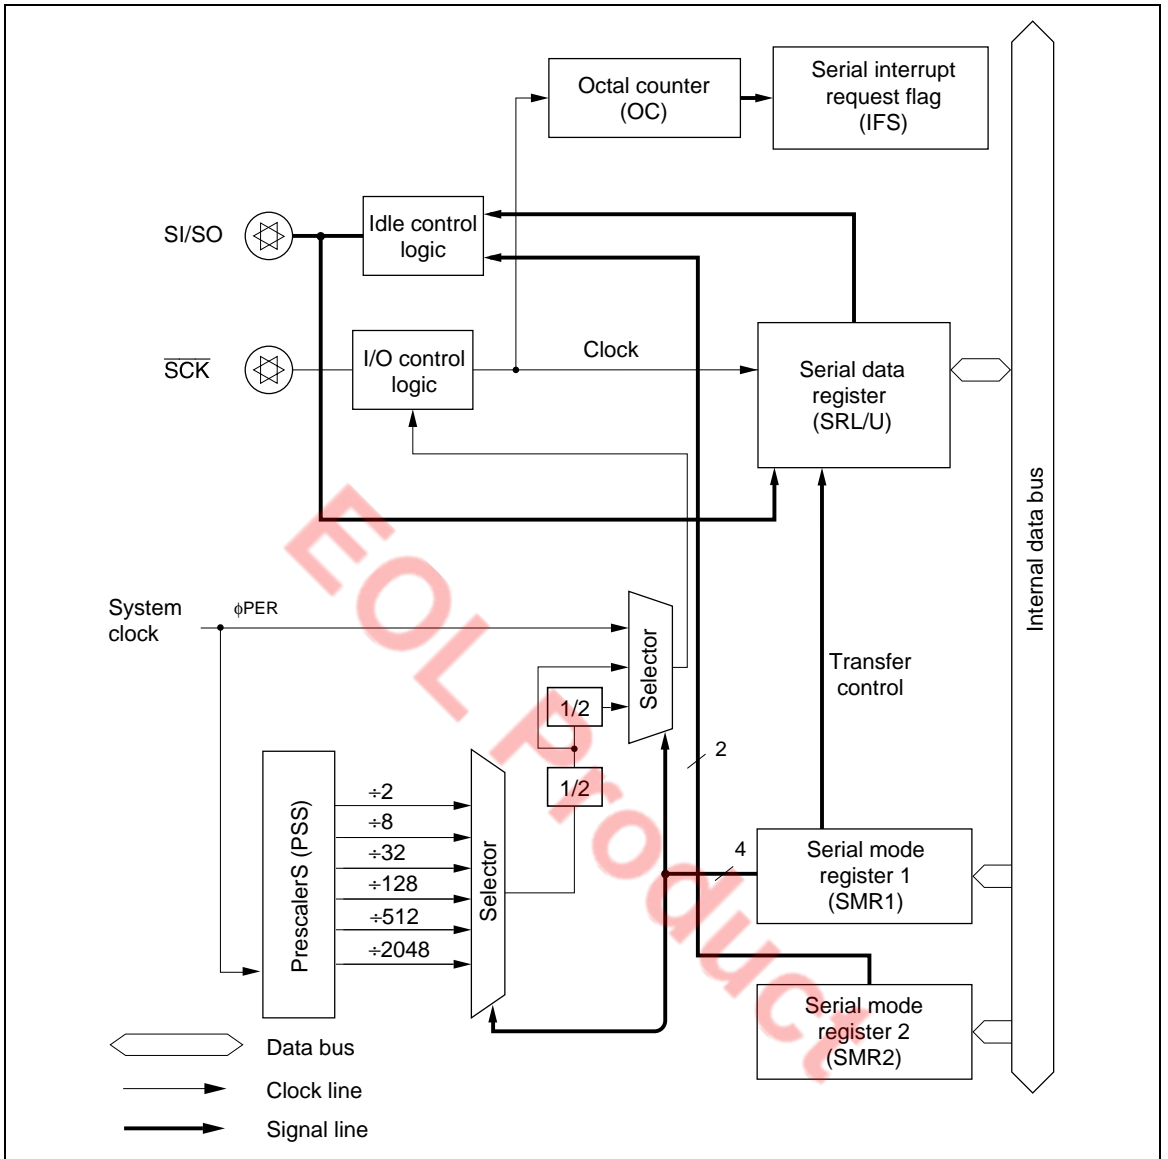 Octal counter
(OC)
Serial interrupt
request flag
(IFS)
SI/SO
Idle control
logic
SCK
I/O control
logic
Clock
Serial data
register
(SRL/U)
Internal data bus
System
clock
ϕPER
Selector
Transfer
control
1/2
1/2
2
PrescalerS (PSS)
÷2
÷8
÷32
÷128
÷512
÷2048
Selector
4
Serial mode
register 1
(SMR1)
Serial mode
register 2
(SMR2)
Data bus
Clock line
Signal line
EOL Product